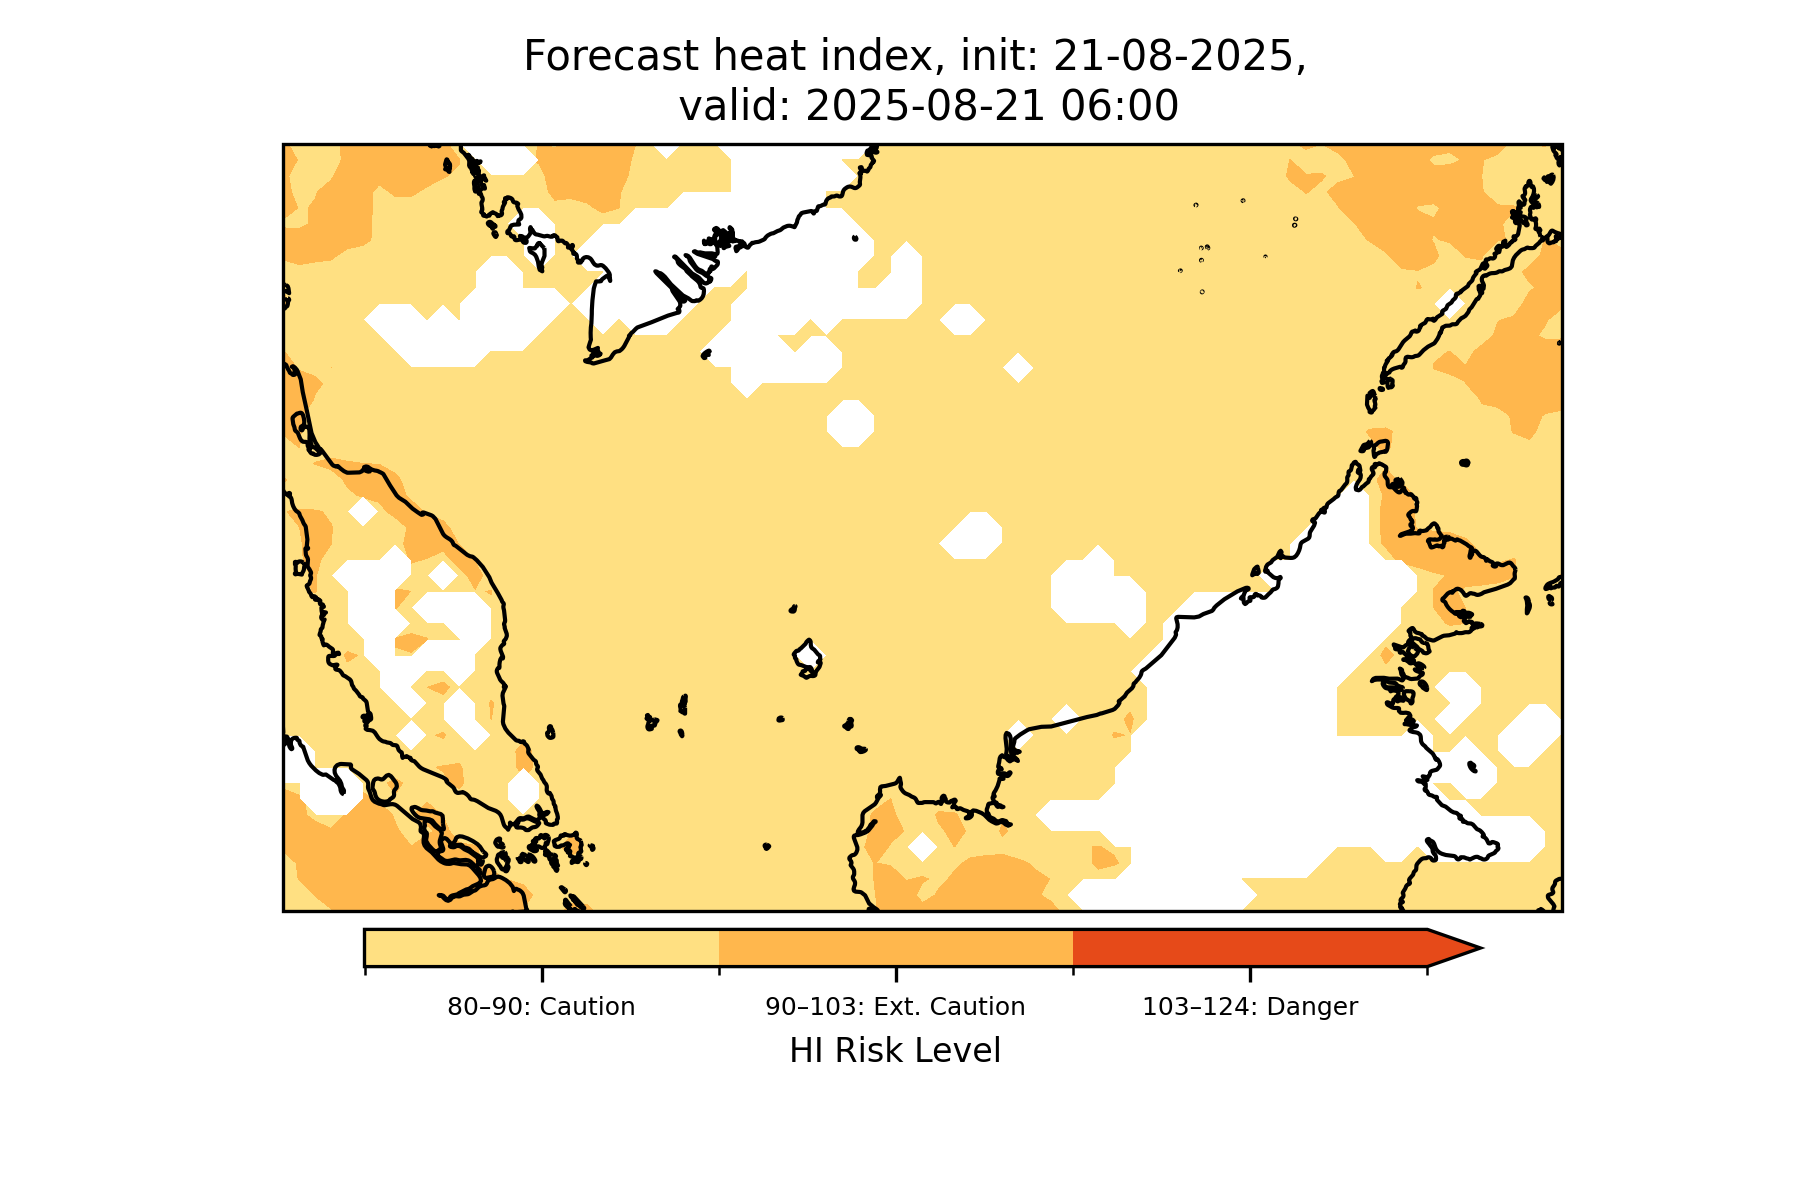 Forecast heat index, init: 21-08-2025,
valid: 2025-08-21 06:00
80–90: Caution
90–103: Ext. Caution
103–124: Danger
HI Risk Level